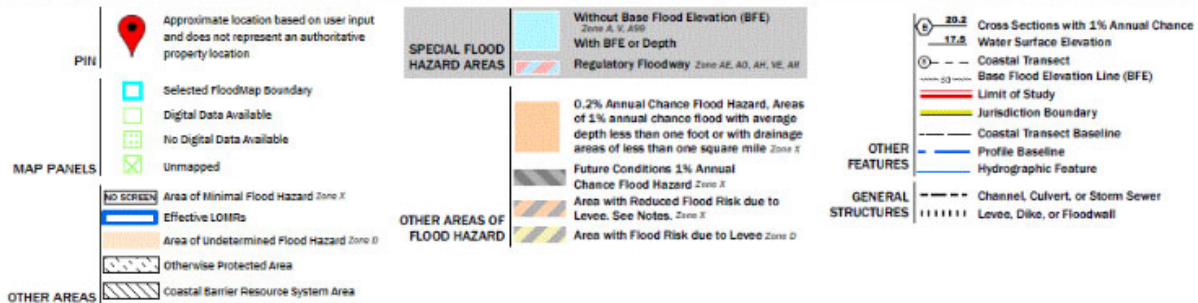 Approximate location based on user input
and does not represent an authoritative
property location
PIN
Selected FloodMap Boundary
Digital Data Available
No Digital Data Available
Unmapped
MAP PANELS
NO SCREEN Area of Minimal Flood Hazard Zone X
Effective LOMRs
Area of Undetermined Flood Hazard Zone D
Otherwise Protected Area
Coastal Barrier Resource System Area
OTHER AREAS
SPECIAL FLOOD
HAZARD AREAS
Without Base Flood Elevation (BFE)
Zone A, V, A99
With BFE or Depth
Regulatory Floodway Zone AE, AO, AH, VE, AR
0.2% Annual Chance Flood Hazard, Areas
of 1% annual chance flood with average
depth less than one foot or with drainage
areas of less than one square mile Zone X
Future Conditions 1% Annual
Chance Flood Hazard Zone X
Area with Reduced Flood Risk due to
Levee. See Notes. Zone X
Area with Flood Risk due to Levee Zone D
OTHER AREAS OF
FLOOD HAZARD
B 20.2 Cross Sections with 1% Annual Chance
17.5 Water Surface Elevation
8 Coastal Transect
Base Flood Elevation Line (BFE)
Limit of Study
Jurisdiction Boundary
Coastal Transect Baseline
Profile Baseline
Hydrographic Feature
OTHER
FEATURES
GENERAL
STRUCTURES
Channel, Culvert, or Storm Sewer
Levee, Dike, or Floodwall